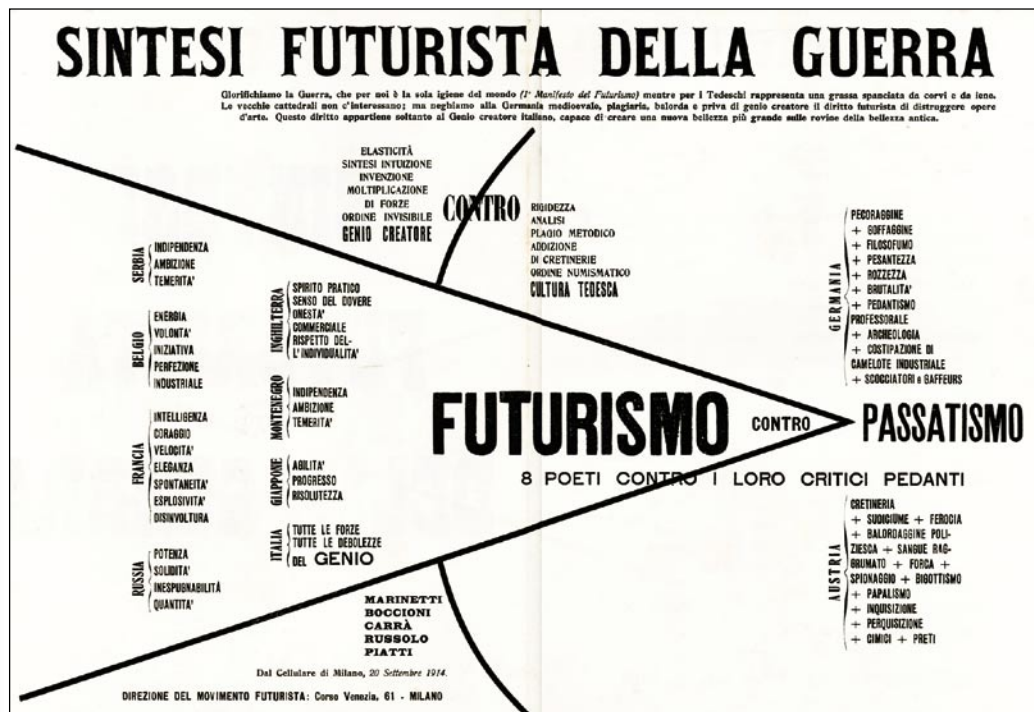 SINTESI FUTURISTA DELLA GUERRA
Glorifichiamo la Guerra, che per noi è la sola igiene del mondo (1° Manifesto del Futurismo) mentre per i Tedeschi rappresenta una grassa spanciata da corvi e da iene.
Le vecchie cattedrali non c'interessano; ma neghiamo alla Germania medioevale, plagiaria, balorda e priva di genio creatore il diritto futurista di distruggere opere
d'arte. Questo diritto appartiene soltanto al Genio creatore italiano, capace di creare una nuova bellezza più grande sulle rovine della bellezza antica.
ELASTICITÀ
SINTESI INTUIZIONE
INVENZIONE
MOLTIPLICAZIONE
DI FORZE
ORDINE INVISIBILE
GENIO CREATORE
CONTRO
RIGIDEZZA
ANALISI
PLAGIO METODICO
ADDIZIONE
DI CRETINERIE
ORDINE NUMISMATICO
CULTURA TEDESCA
SERBIA
INDIPENDENZA
AMBIZIONE
TEMERITA'
BELGIO
ENERGIA
VOLONTA'
INIZIATIVA
PERFEZIONE
INDUSTRIALE
FRANCIA
INTELLIGENZA
CORAGGIO
VELOCITA'
ELEGANZA
SPONTANEITA'
ESPLOSIVITA'
DISINVOLTURA
RUSSIA
POTENZA
SOLIDITA'
INESPUGNABILITÀ
QUANTITA'
INGHILTERRA
SPIRITO PRATICO
SENSO DEL DOVERE
ONESTA'
COMMERCIALE
RISPETTO DEL-
L'INDIVIDUALITA'
MONTENEGRO
INDIPENDENZA
AMBIZIONE
TEMERITA'
GIAPPONE
AGILITA'
PROGRESSO
RISOLUTEZZA
ITALIA
TUTTE LE FORZE
TUTTE LE DEBOLEZZE
DEL GENIO
FUTURISMO CONTRO PASSATISMO
8 POETI CONTRO I LORO CRITICI PEDANTI
GERMANIA
PECORAGGINE
+ GOFFAGGINE
+ FILOSOFUMO
+ PESANTEZZA
+ ROZZEZZA
+ BRUTALITA'
+ PEDANTISMO
PROFESSORALE
+ ARCHEOLOGIA
+ COSTIPAZIONE DI
CAMELOTE INDUSTRIALE
+ SCOCCIATORI e GAFFEURS
AUSTRIA
CRETINERIA
+ SUDICIUME + FEROCIA
+ BALORDAGGINE POLI-
ZIESCA + SANGUE RAG-
GRUMATO + FORCA +
SPIONAGGIO + BIGOTTISMO
+ PAPALISMO
+ INQUISIZIONE
+ PERQUISIZIONE
+ CIMICI + PRETI
MARINETTI
BOCCIONI
CARRÀ
RUSSOLO
PIATTI
Dal Cellulare di Milano, 20 Settembre 1914.
DIREZIONE DEL MOVIMENTO FUTURISTA: Corso Venezia, 61 - MILANO